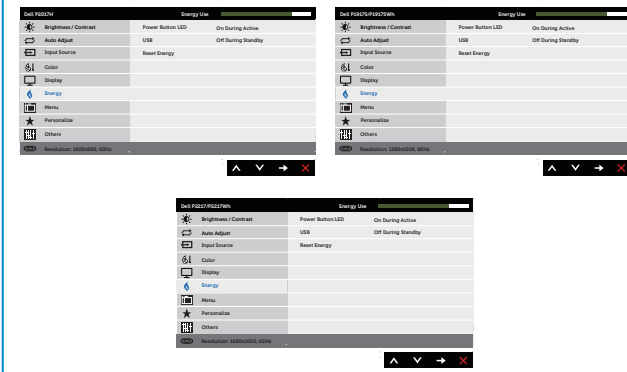 Dell P2017H Energy Use
Brightness / Contrast Power Button LED On During Active
Auto Adjust USB Off During Standby
Input Source Reset Energy
Color
Display
Energy
Menu
Personalize
Others
Resolution: 1600x900, 60Hz
Dell P1917S/P1917SWh Energy Use
Brightness / Contrast Power Button LED On During Active
Auto Adjust USB Off During Standby
Input Source Reset Energy
Color
Display
Energy
Menu
Personalize
Others
Resolution: 1280x1024, 60Hz
Dell P2217/P2217Wh Energy Use
Brightness / Contrast Power Button LED On During Active
Auto Adjust USB Off During Standby
Input Source Reset Energy
Color
Display
Energy
Menu
Personalize
Others
Resolution: 1680x1050, 60Hz